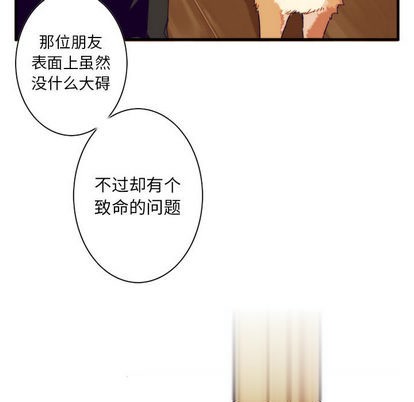 那位朋友
表面上虽然
没什么大碍
不过却有个
致命的问题